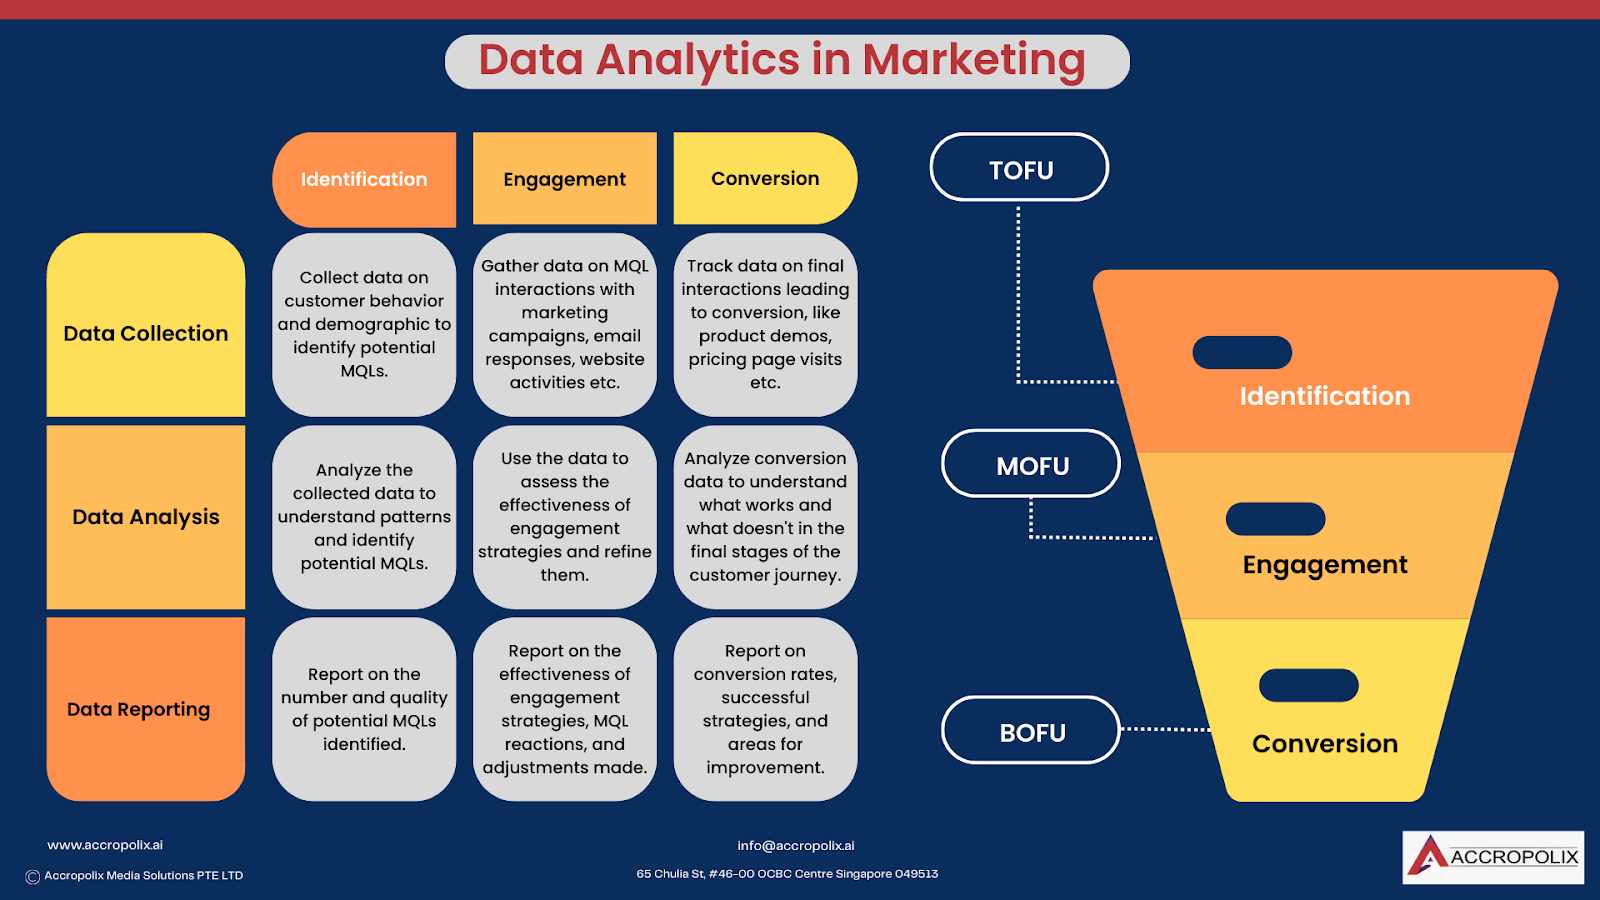 Data Analytics in Marketing
Identification
Engagement
Conversion
Data Collection
Collect data on
customer behavior
and demographic to
identify potential
MQLs.
Gather data on MQL
interactions with
marketing
campaigns, email
responses, website
activities etc.
Track data on final
interactions leading
to conversion, like
product demos,
pricing page visits
etc.
Data Analysis
Analyze the
collected data to
understand patterns
and identify
potential MQLs.
Use the data to
assess the
effectiveness of
engagement
strategies and refine
them.
Analyze conversion
data to understand
what works and
what doesn't in the
final stages of the
customer journey.
Data Reporting
Report on the
number and quality
of potential MQLs
identified.
Report on the
effectiveness of
engagement
strategies, MQL
reactions, and
adjustments made.
Report on
conversion rates,
successful
strategies, and
areas for
improvement.
TOFU
Identification
MOFU
Engagement
BOFU
Conversion
www.accropolix.ai
info@accropolix.ai
© Accropolix Media Solutions PTE LTD
65 Chulia St, #46-00 OCBC Centre Singapore 049513
ACCROPOLIX